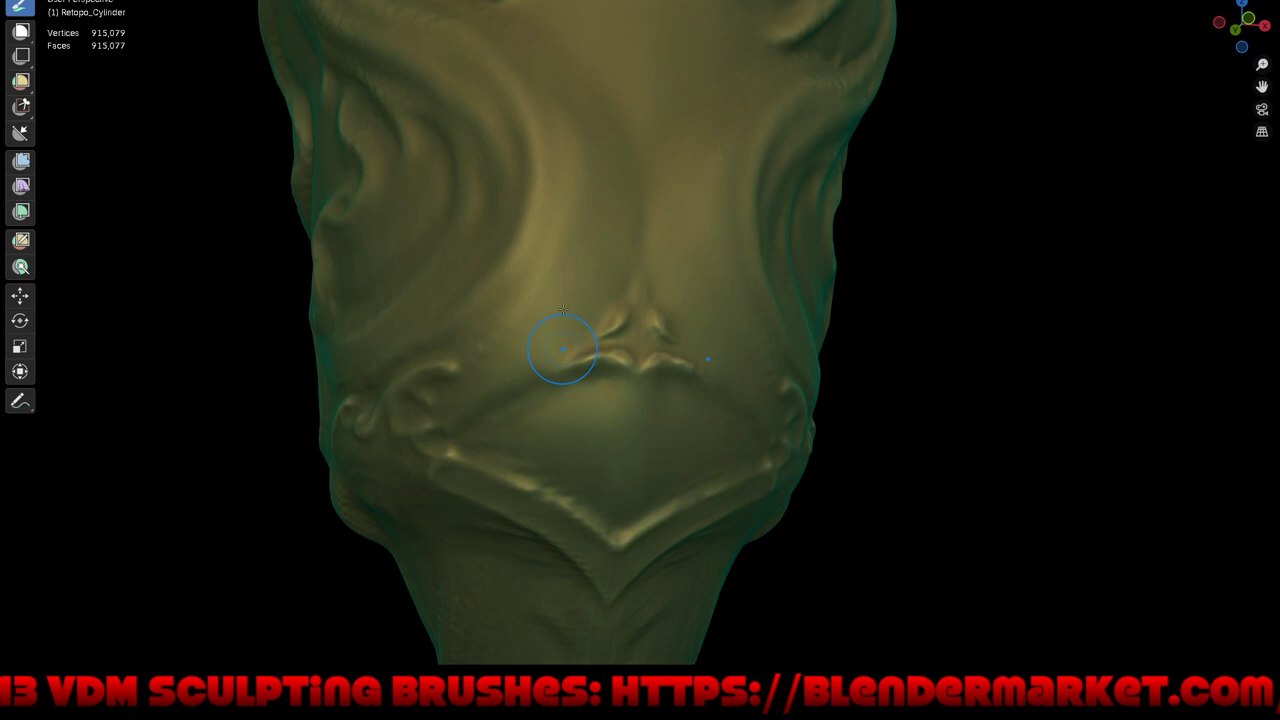 (1) Retopo_Cylinder
Vertices 915,079
Faces 915,077
13 VDM SCULPTING BRUSHES: HTTPS://BLENDERMARKET.COM